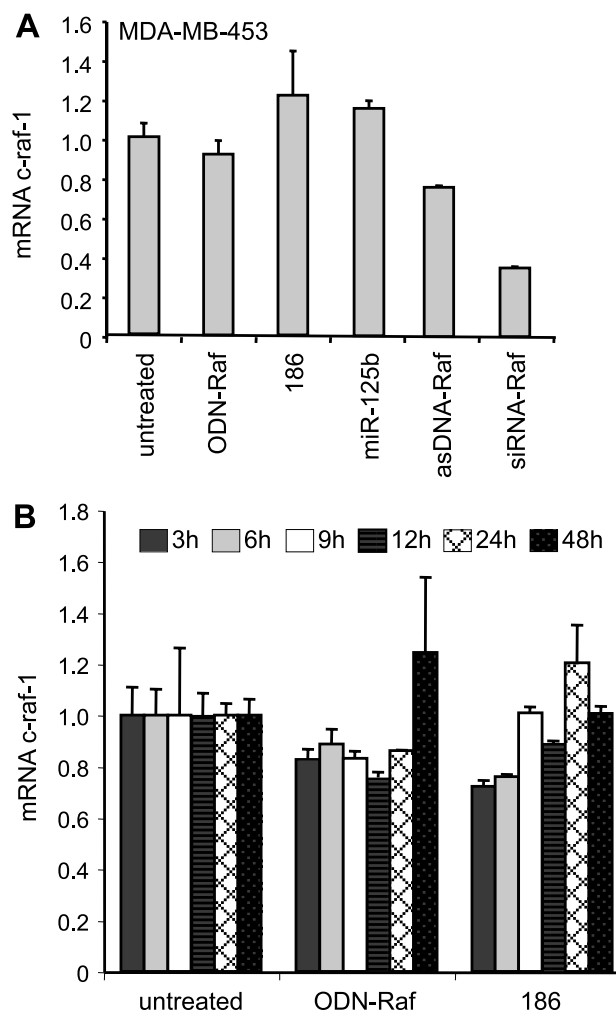 A
MDA-MB-453
mRNA c-raf-1
1.6
1.4
1.2
1.0
0.8
0.6
0.4
0.2
0
untreated
ODN-Raf
186
miR-125b
asDNA-Raf
siRNA-Raf
B
mRNA c-raf-1
1.8
1.6
1.4
1.2
1.0
0.8
0.6
0.4
0.2
0
3h 6h 9h 12h 24h 48h
untreated ODN-Raf 186